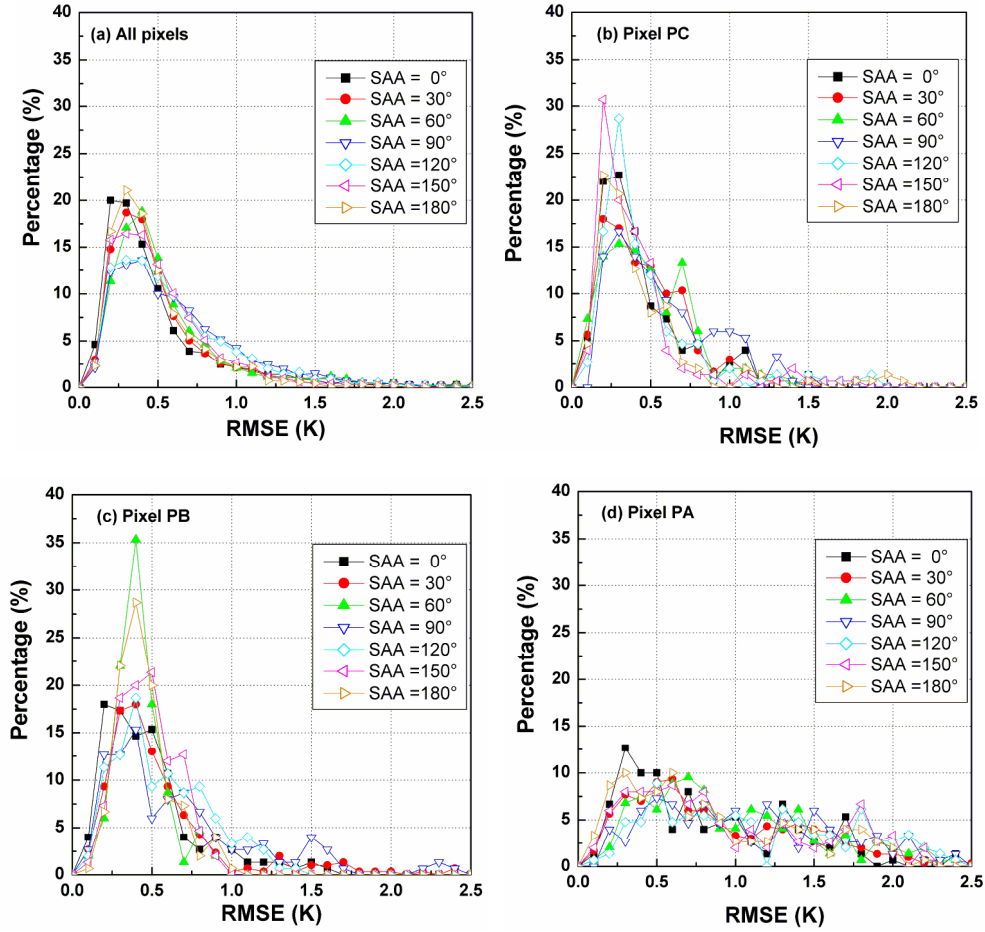 (a) All pixels
Percentage (%)
40
35
30
25
20
15
10
5
0
SAA = 0°
SAA = 30°
SAA = 60°
SAA = 90°
SAA =120°
SAA =150°
SAA =180°
0.0 0.5 1.0 1.5 2.0 2.5
RMSE (K)
(b) Pixel PC
Percentage (%)
40
35
30
25
20
15
10
5
0
SAA = 0°
SAA = 30°
SAA = 60°
SAA = 90°
SAA =120°
SAA =150°
SAA =180°
0.0 0.5 1.0 1.5 2.0 2.5
RMSE (K)
(c) Pixel PB
Percentage (%)
40
35
30
25
20
15
10
5
0
SAA = 0°
SAA = 30°
SAA = 60°
SAA = 90°
SAA =120°
SAA =150°
SAA =180°
0.0 0.5 1.0 1.5 2.0 2.5
RMSE (K)
(d) Pixel PA
Percentage (%)
40
35
30
25
20
15
10
5
0
SAA = 0°
SAA = 30°
SAA = 60°
SAA = 90°
SAA =120°
SAA =150°
SAA =180°
0.0 0.5 1.0 1.5 2.0 2.5
RMSE (K)